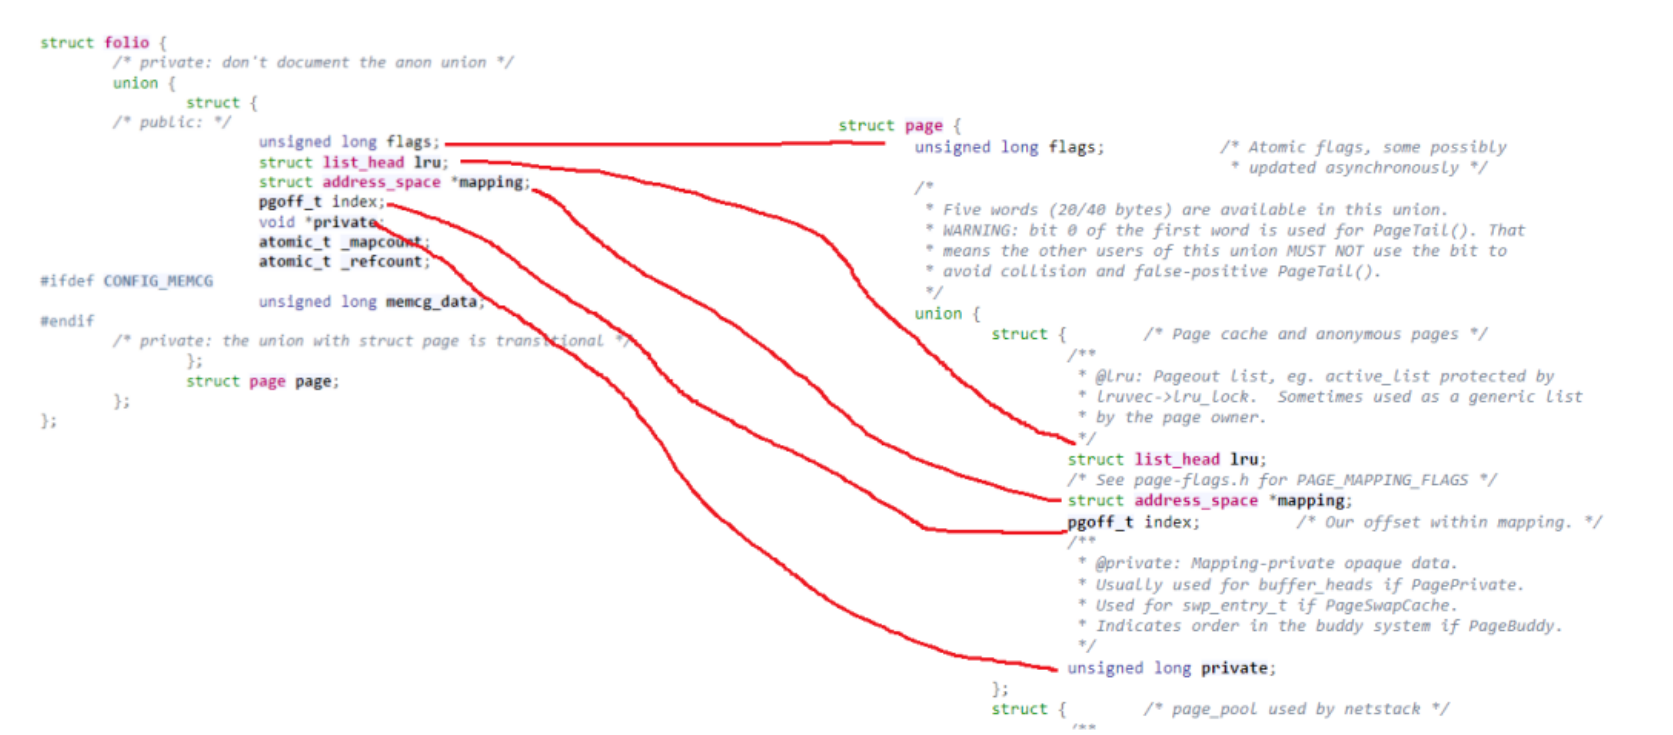 struct folio {
/* private: don't document the anon union */
union {
struct {
/* public: */
unsigned long flags;
struct list_head lru;
struct address_space *mapping;
pgoff_t index;
void *private;
atomic_t _mapcount;
atomic_t _refcount;
#ifdef CONFIG_MEMCG
unsigned long memcg_data;
#endif
/* private: the union with struct page is transitional */
};
struct page page;
};
};
struct page {
unsigned long flags; /* Atomic flags, some possibly
* updated asynchronously */
/*
* Five words (20/40 bytes) are available in this union.
* WARNING: bit 0 of the first word is used for PageTail(). That
* means the other users of this union MUST NOT use the bit to
* avoid collision and false-positive PageTail().
*/
union {
struct { /* Page cache and anonymous pages */
/**
* @lru: Pageout list, eg. active_list protected by
* lruvec->lru_lock. Sometimes used as a generic list
* by the page owner.
*/
struct list_head lru;
/* See page-flags.h for PAGE_MAPPING_FLAGS */
struct address_space *mapping;
pgoff_t index; /* Our offset within mapping. */
/**
* @private: Mapping-private opaque data.
* Usually used for buffer_heads if PagePrivate.
* Used for swp_entry_t if PageSwapCache.
* Indicates order in the buddy system if PageBuddy.
*/
unsigned long private;
};
struct { /* page_pool used by netstack */
/**